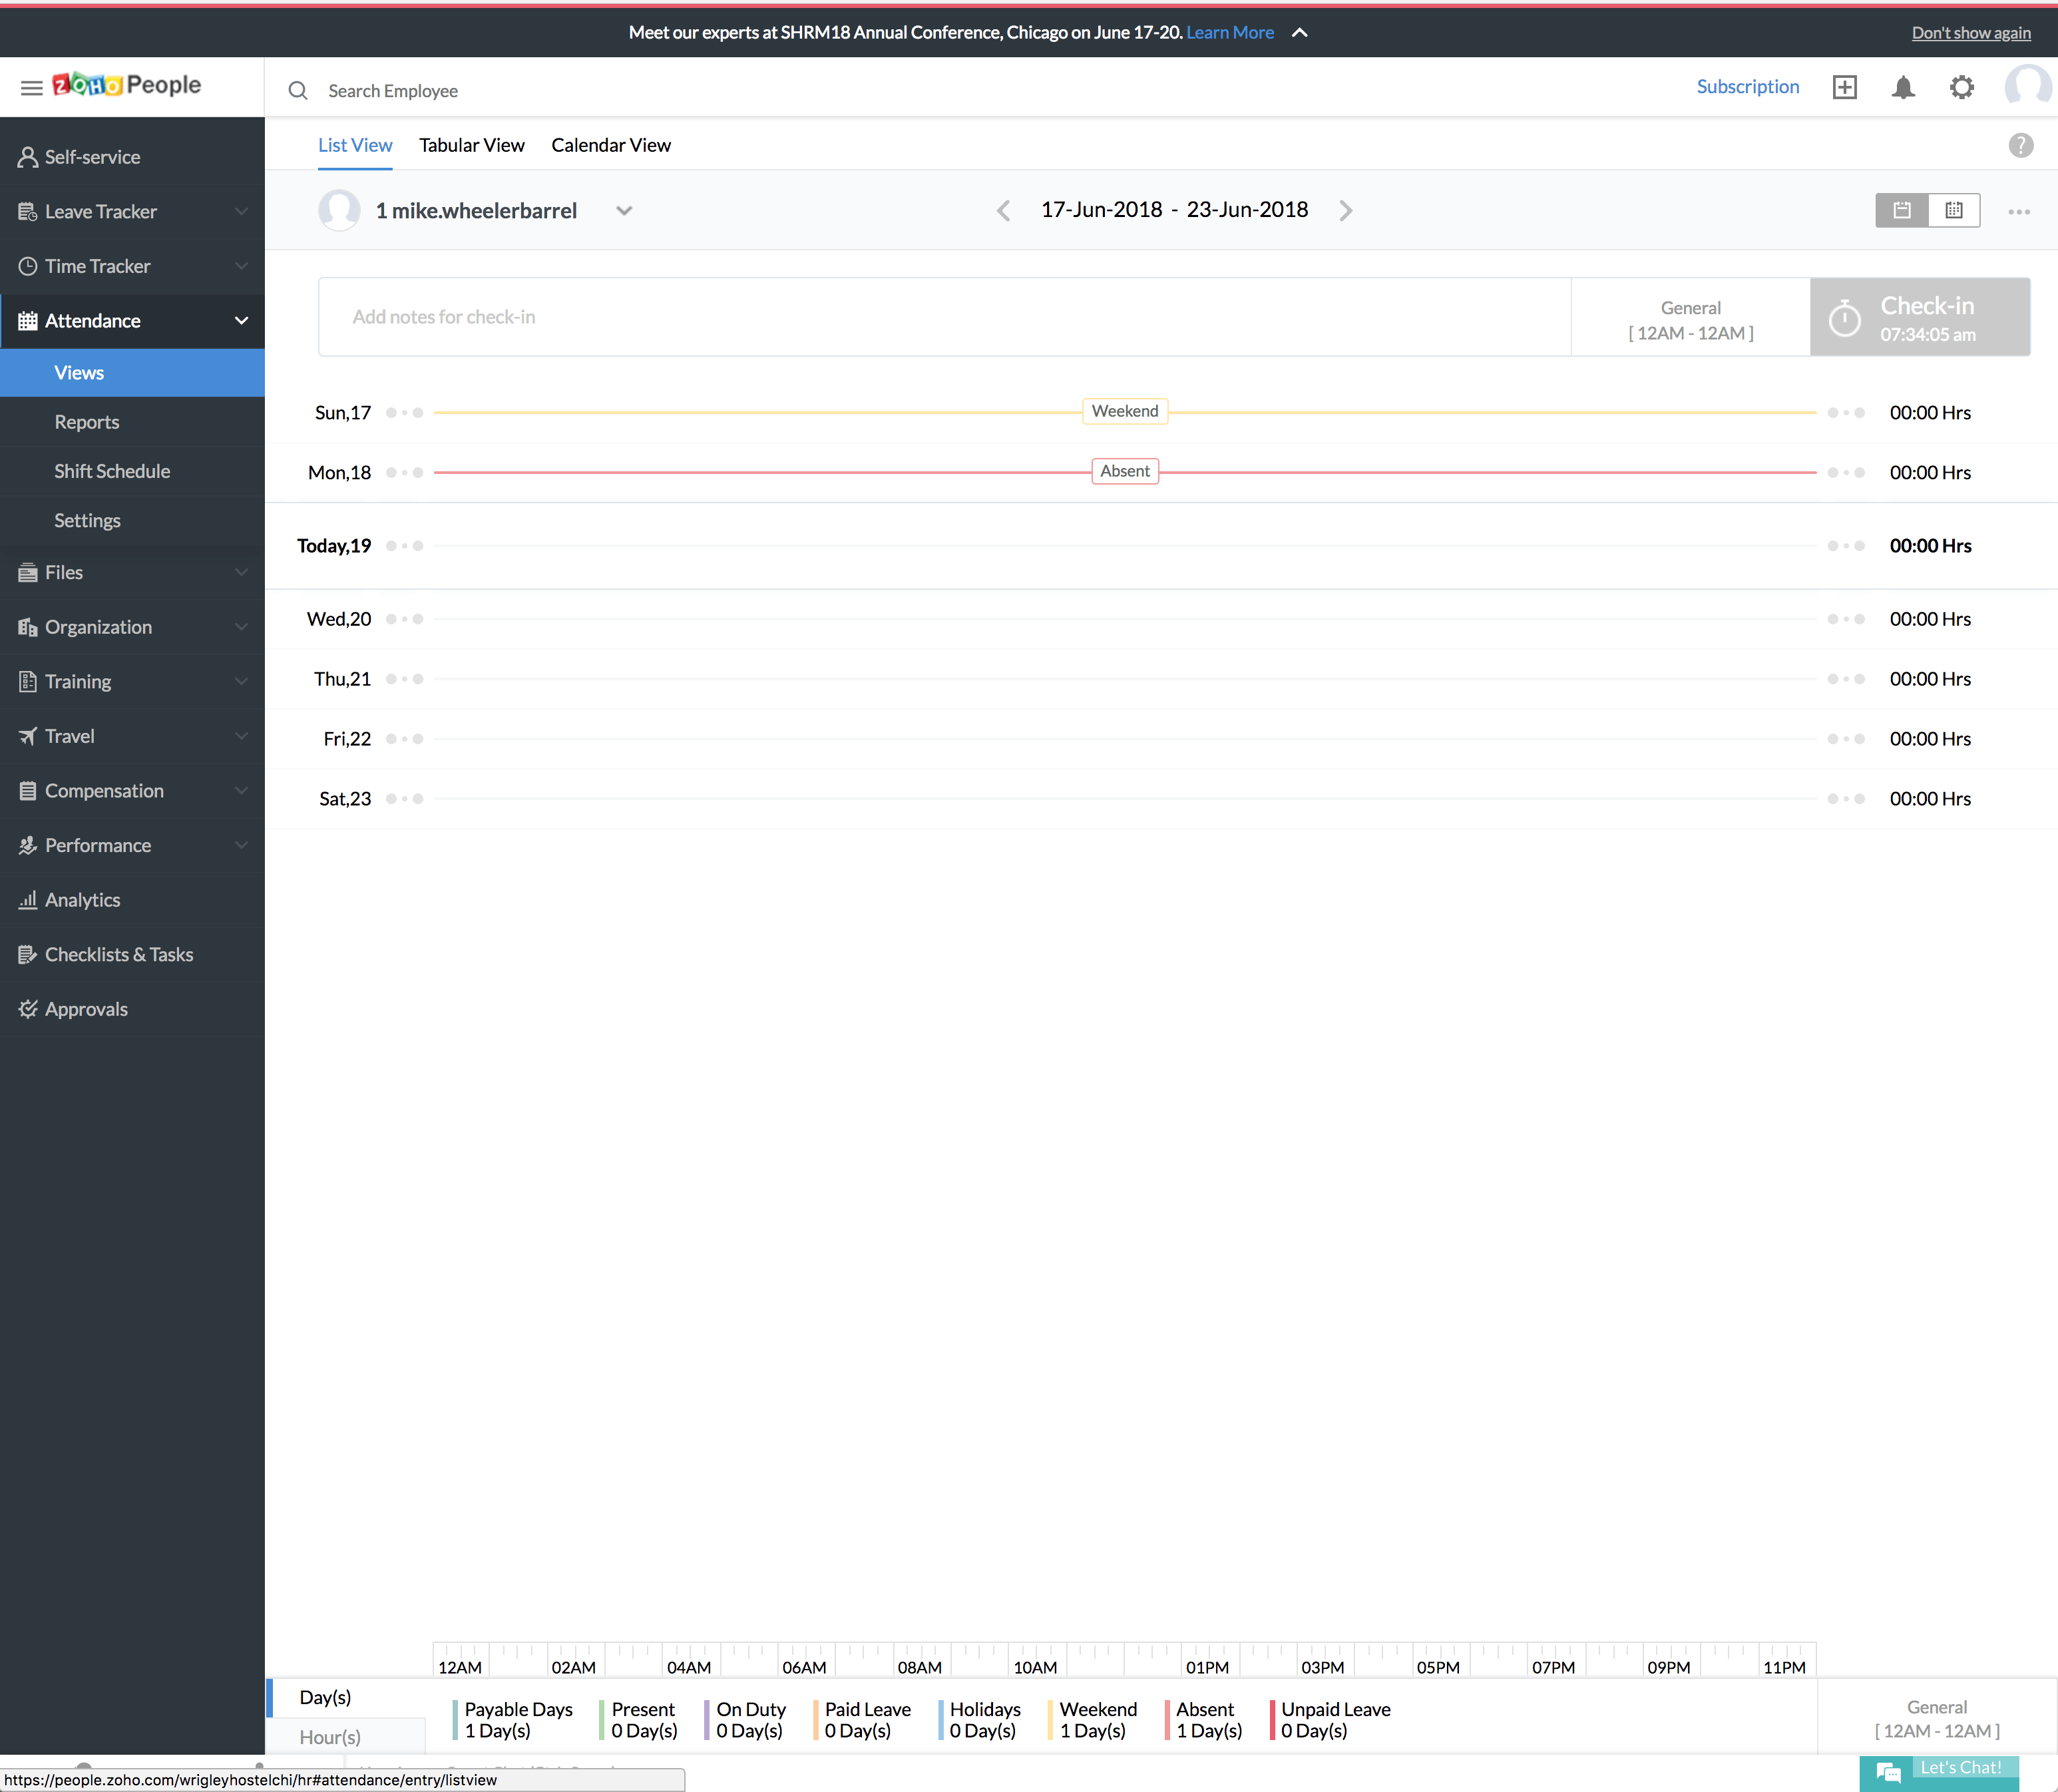 Meet our experts at SHRM18 Annual Conference, Chicago on June 17-20. Learn More
Don't show again
ZOHO People
Search Employee
Subscription
Self-service
Leave Tracker
Time Tracker
Attendance
Views
Reports
Shift Schedule
Settings
Files
Organization
Training
Travel
Compensation
Performance
Analytics
Checklists & Tasks
Approvals
List View Tabular View Calendar View
?
1 mike.wheelerbarrel
17-Jun-2018 - 23-Jun-2018
Add notes for check-in
General
[ 12AM - 12AM ]
Check-in
07:34:05 am
Sun,17 Weekend 00:00 Hrs
Mon,18 Absent 00:00 Hrs
Today,19 00:00 Hrs
Wed,20 00:00 Hrs
Thu,21 00:00 Hrs
Fri,22 00:00 Hrs
Sat,23 00:00 Hrs
12AM 02AM 04AM 06AM 08AM 10AM 01PM 03PM 05PM 07PM 09PM 11PM
Day(s)
Hour(s)
Payable Days
1 Day(s)
Present
0 Day(s)
On Duty
0 Day(s)
Paid Leave
0 Day(s)
Holidays
0 Day(s)
Weekend
1 Day(s)
Absent
1 Day(s)
Unpaid Leave
0 Day(s)
General
[ 12AM - 12AM ]
https://people.zoho.com/wrigleyhostelchi/hr#attendance/entry/listview
Let's Chat!